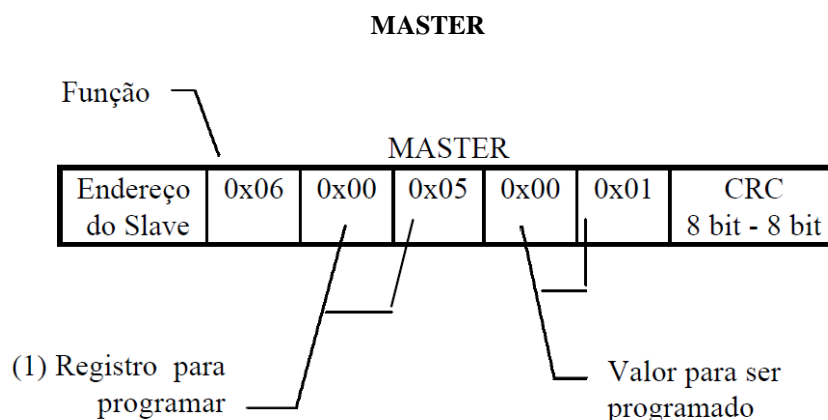 MASTER
Função
MASTER
Endereço do Slave
0x06
0x00
0x05
0x00
0x01
CRC
8 bit - 8 bit
(1) Registro para
programar
Valor para ser
programado